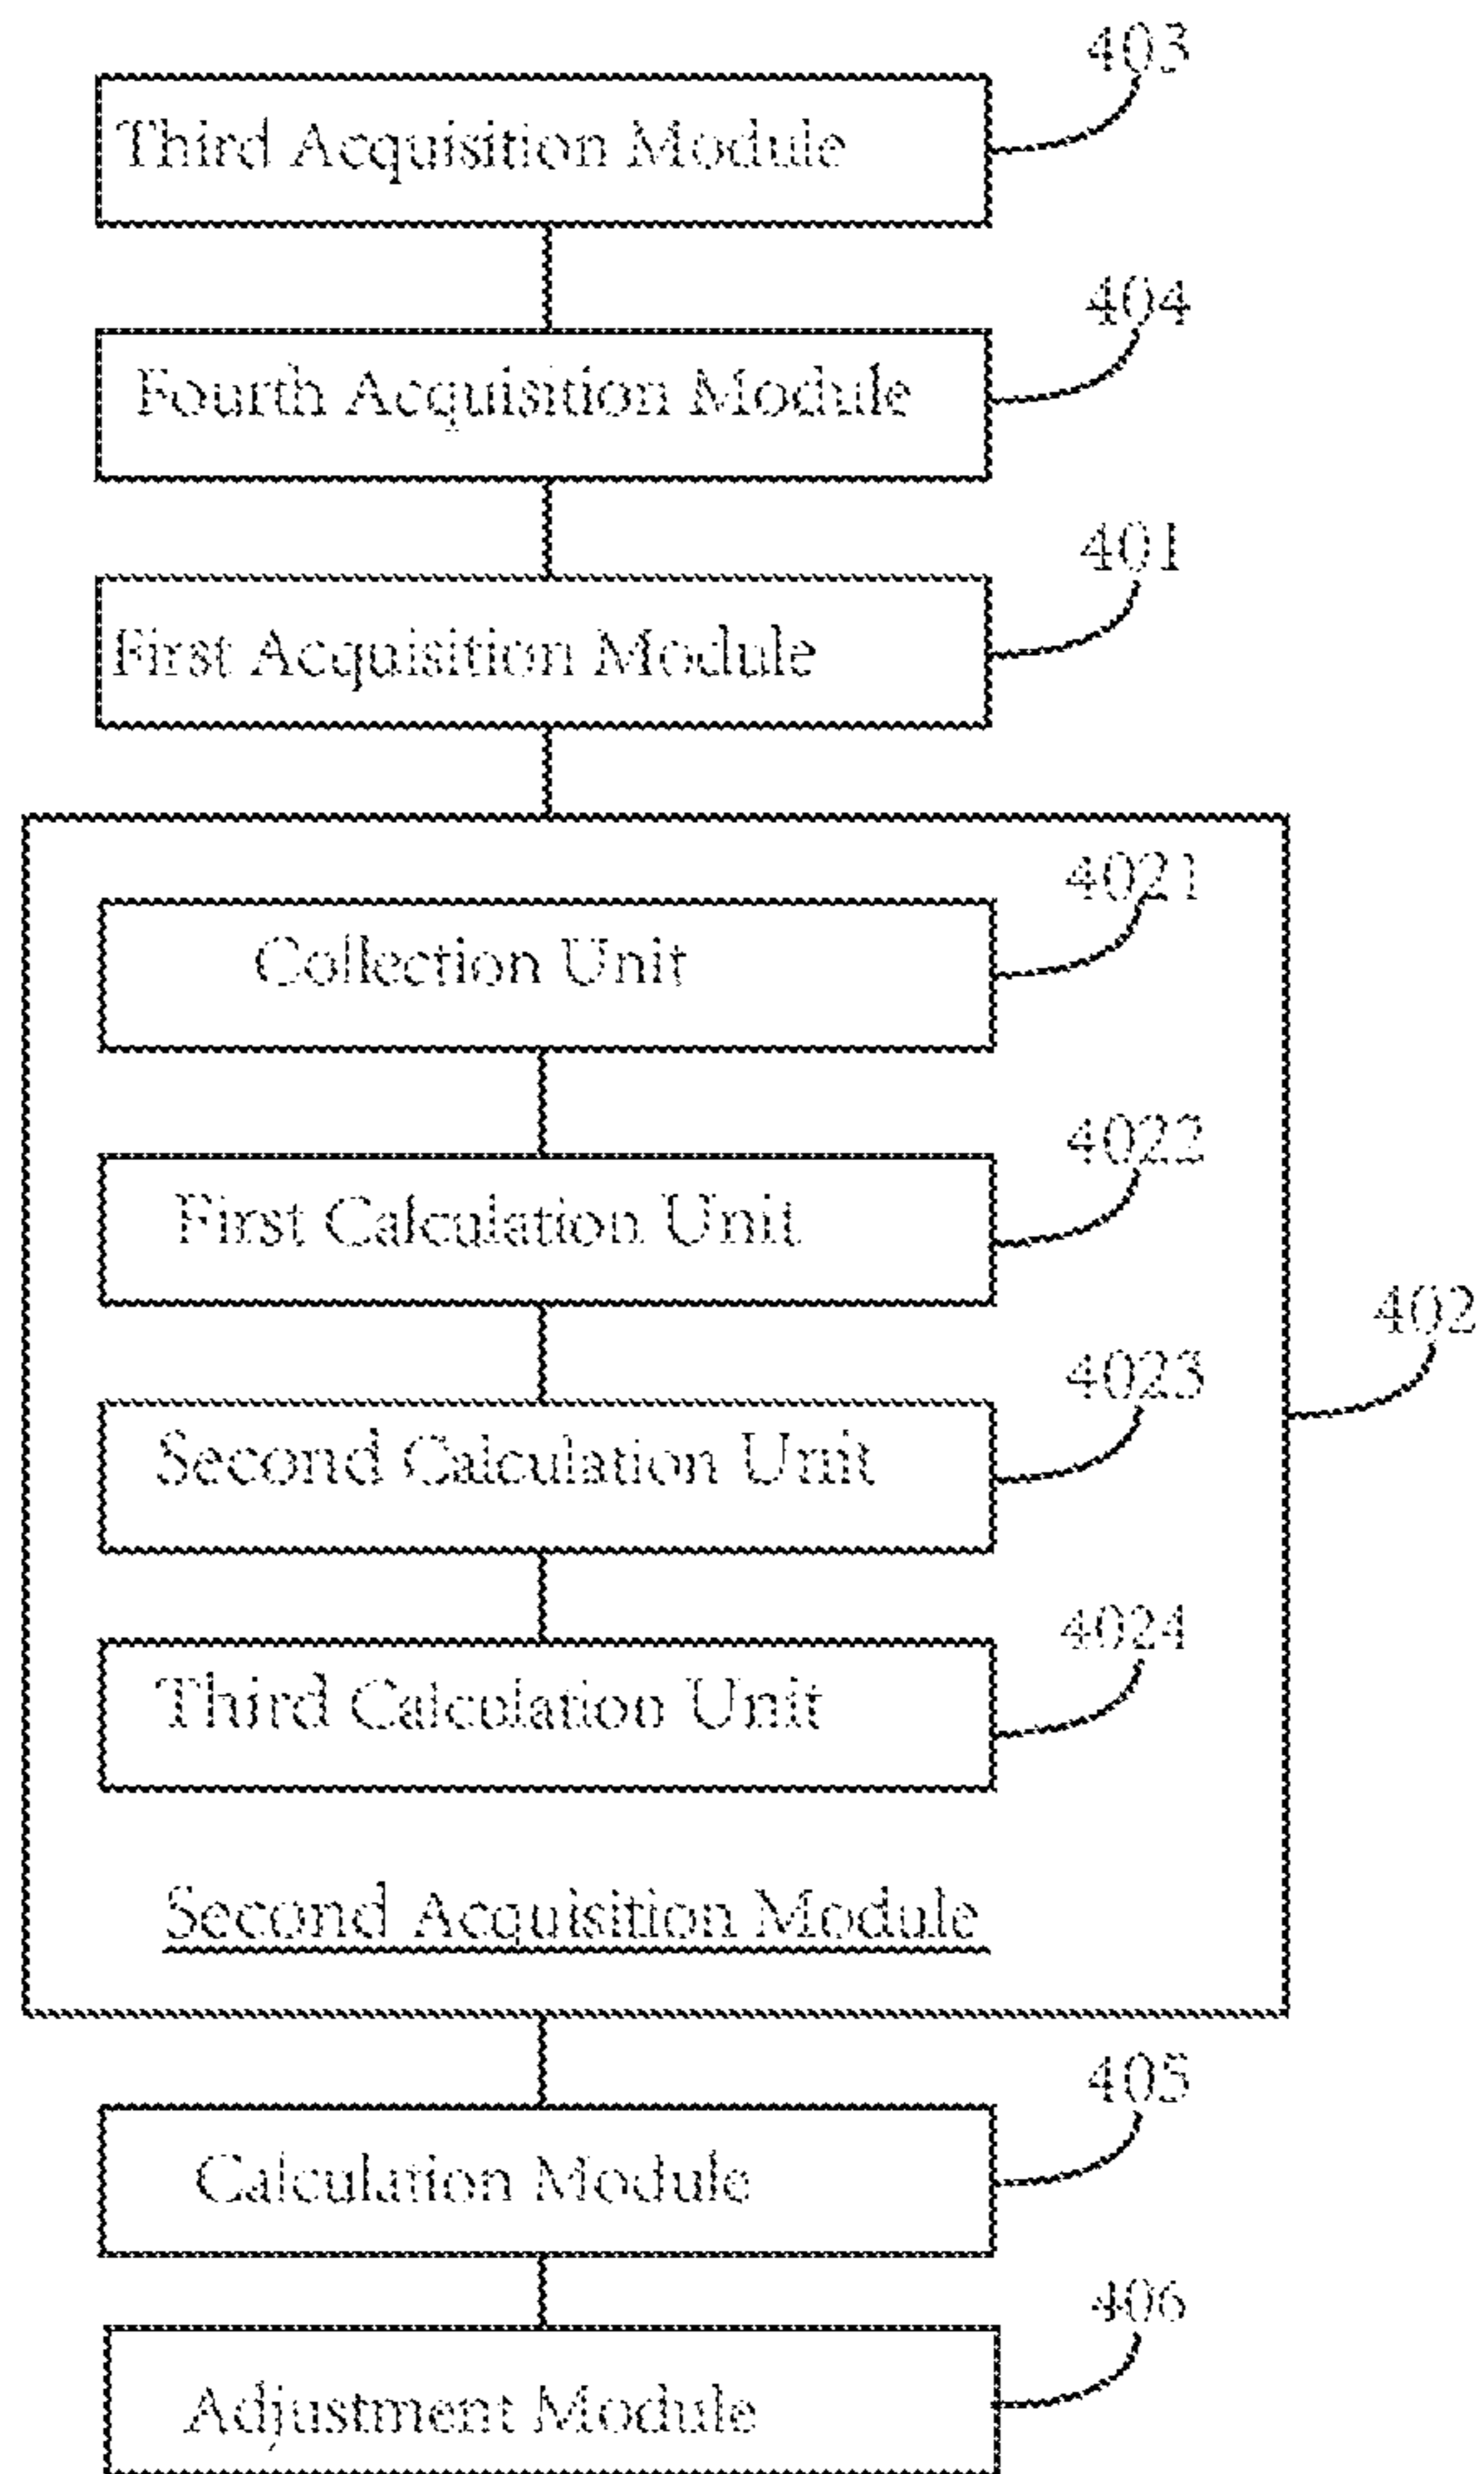 403
Third Acquisition Module
404
Fourth Acquisition Module
401
First Acquisition Module
4021
Collection Unit
4022
First Calculation Unit
402
4023
Second Calculation Unit
4024
Third Calculation Unit
Second Acquisition Module
405
Calculation Module
406
Adjustment Module